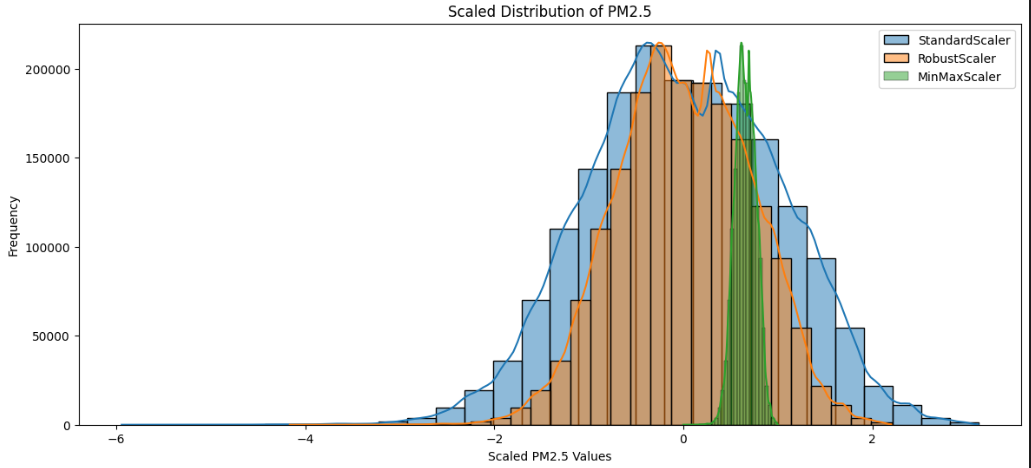 Scaled Distribution of PM2.5
StandardScaler
RobustScaler
MinMaxScaler
200000
150000
100000
50000
0
Frequency
−6
−4
−2
0
2
Scaled PM2.5 Values